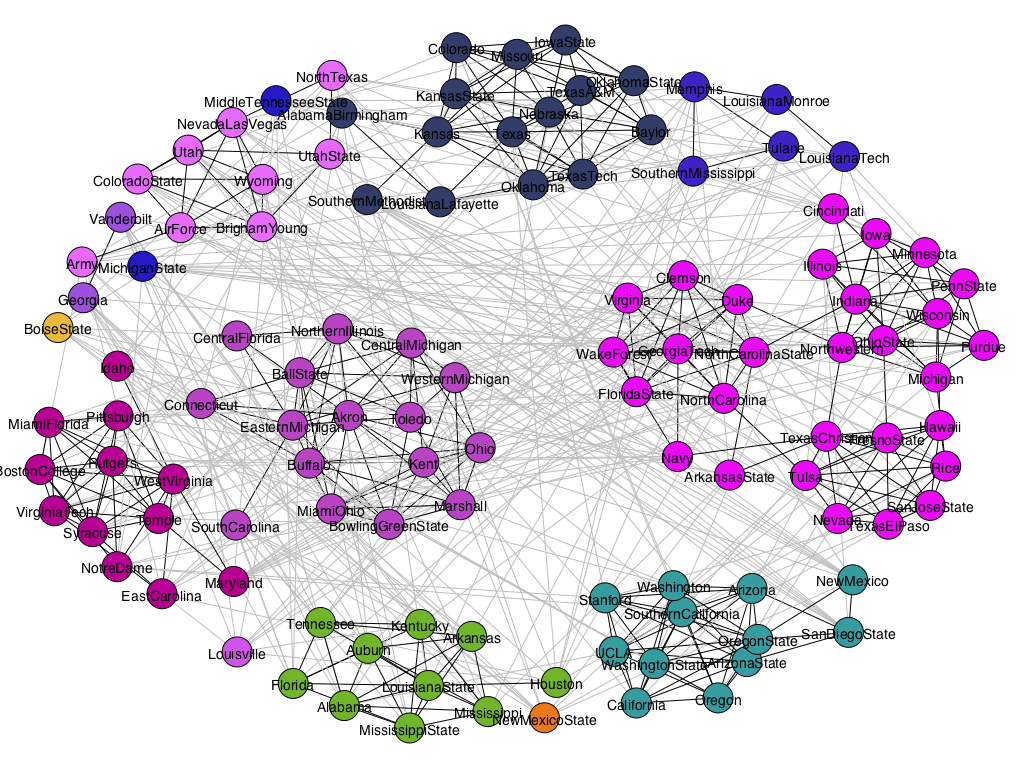 IowaState
Colorado
Missouri
NorthTexas
OklahomaState
Memphis
TexasA&M
KansasState
MiddleTennesseeState
LouisianaMonroe
AlabamaBirmingham
Nebraska
NevadaLasVegas
Kansas
Texas
Baylor
Tulane
Utah
UtahState
LouisianaTech
SouthernMississippi
TexasTech
ColoradoState
Wyoming
Oklahoma
SouthernMethodist
LouisianaLafayette
Cincinnati
Vanderbilt
AirForce
BrighamYoung
Iowa
Minnesota
Army
MichiganState
Illinois
Clemson
PennState
Georgia
Virginia
Duke
Indiana
Wisconsin
BoiseState
NorthernIllinois
CentralFlorida
CentralMichigan
OhioState
Northwestern
Purdue
WakeForest
GeorgiaTech
NorthCarolinaState
Idaho
BallState
WesternMichigan
Michigan
FloridaState
NorthCarolina
Connecticut
Pittsburgh
Akron
Toledo
MiamiFlorida
EasternMichigan
Hawaii
TexasChristian
FresnoState
Ohio
Navy
Rutgers
Buffalo
Kent
Rice
BostonCollege
WestVirginia
ArkansasState
Tulsa
Marshall
SanJoseState
VirginiaTech
MiamiOhio
Temple
Nevada
TexasElPaso
SouthCarolina
BowlingGreenState
Syracuse
NotreDame
Maryland
NewMexico
Washington
Arizona
EastCarolina
Stanford
SouthernCalifornia
Tennessee
Kentucky
Arkansas
SanDiegoState
OregonState
Auburn
Louisville
UCLA
WashingtonState
ArizonaState
Florida
LouisianaState
Houston
Oregon
California
Alabama
Mississippi
NewMexicoState
MississippiState